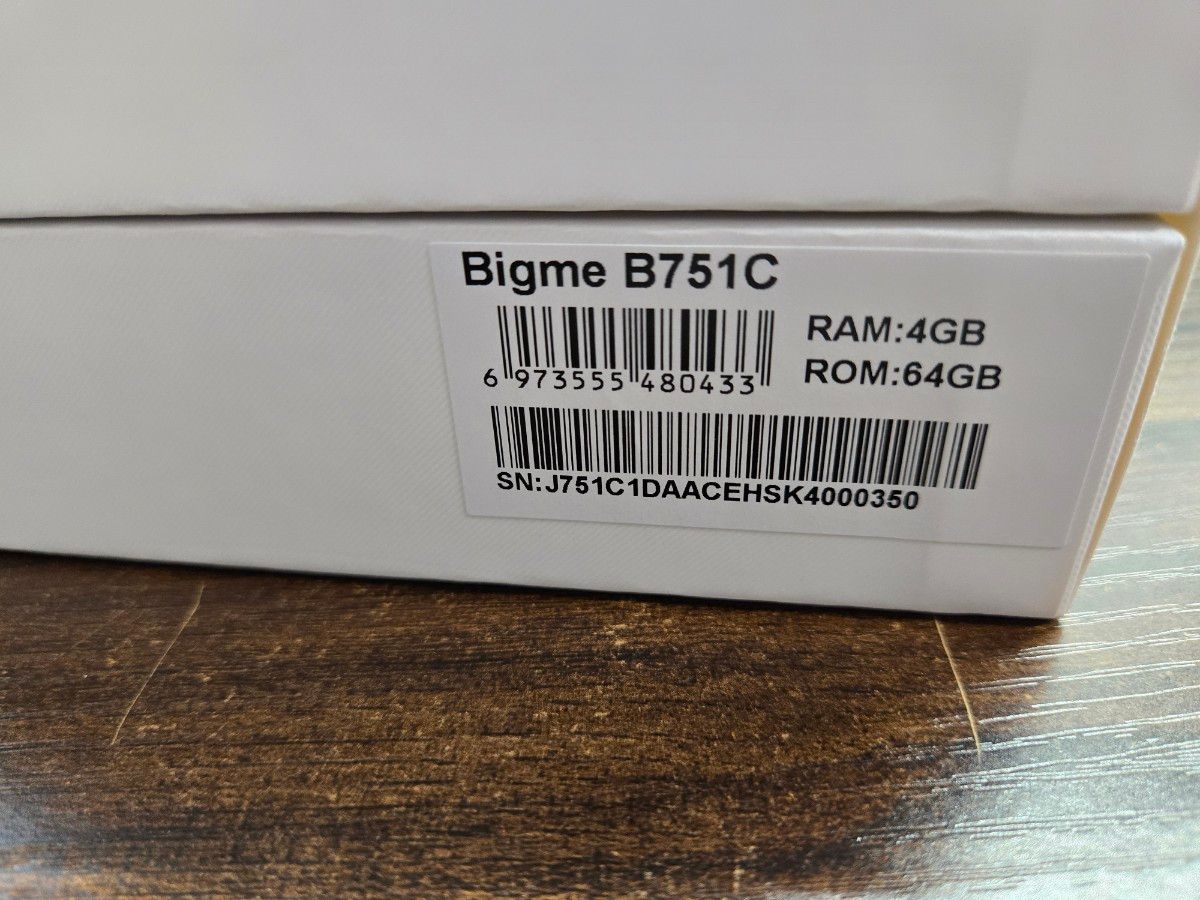 Bigme B751C
RAM:4GB
ROM:64GB
6 973555 480433
SN:J751C1DAACEHSK4000350